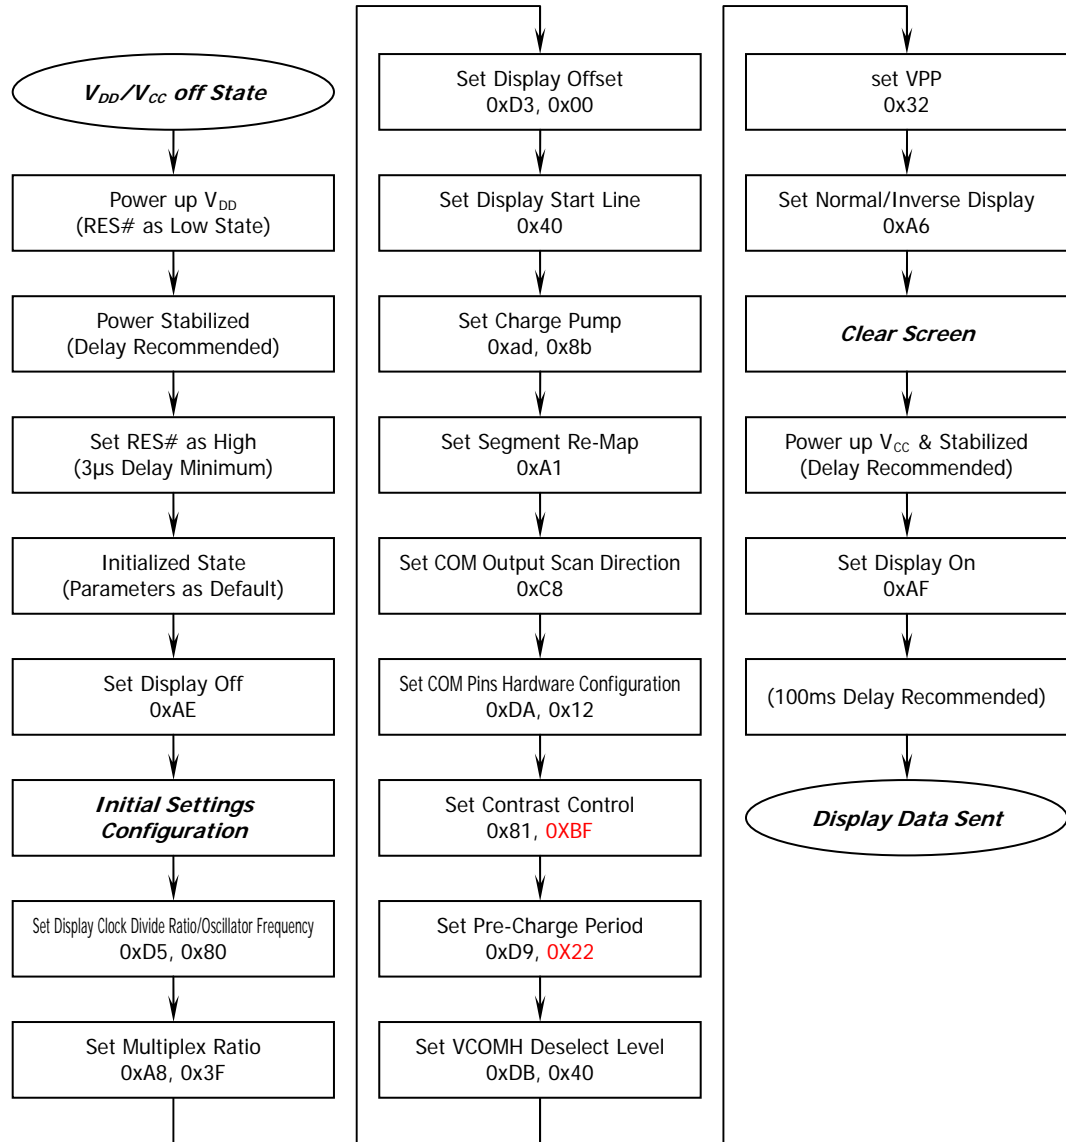 V_DD/V_CC off State
Power up V_DD
(RES# as Low State)
Power Stabilized
(Delay Recommended)
Set RES# as High
(3µs Delay Minimum)
Initialized State
(Parameters as Default)
Set Display Off
0xAE
Initial Settings
Configuration
Set Display Clock Divide Ratio/Oscillator Frequency
0xD5, 0x80
Set Multiplex Ratio
0xA8, 0x3F
Set Display Offset
0xD3, 0x00
Set Display Start Line
0x40
Set Charge Pump
0xad, 0x8b
Set Segment Re-Map
0xA1
Set COM Output Scan Direction
0xC8
Set COM Pins Hardware Configuration
0xDA, 0x12
Set Contrast Control
0x81, 0XBF
Set Pre-Charge Period
0xD9, 0X22
Set VCOMH Deselect Level
0xDB, 0x40
set VPP
0x32
Set Normal/Inverse Display
0xA6
Clear Screen
Power up V_CC & Stabilized
(Delay Recommended)
Set Display On
0xAF
(100ms Delay Recommended)
Display Data Sent